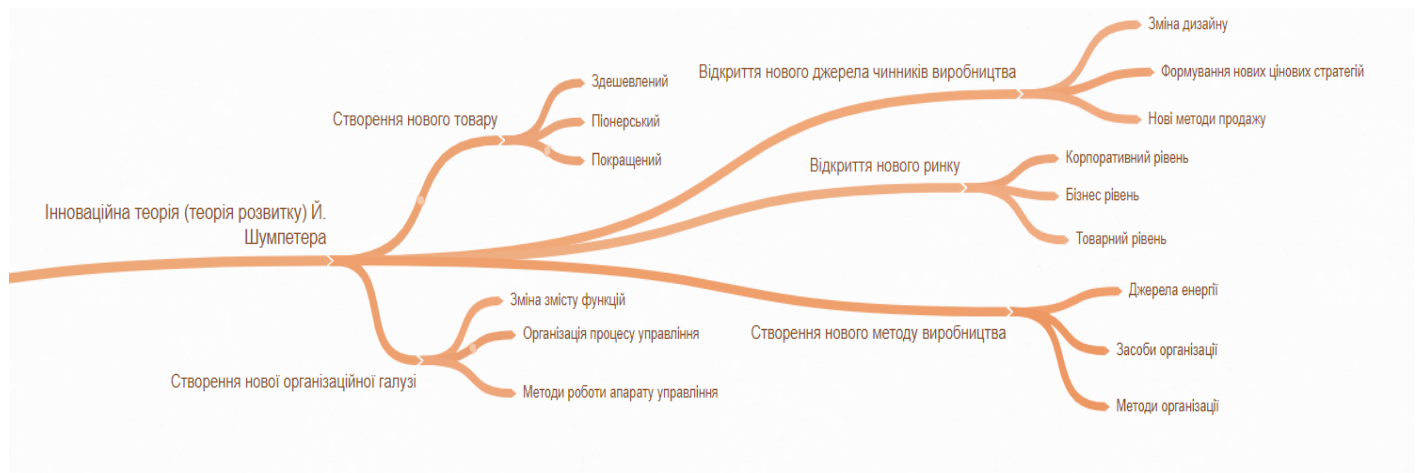 Інноваційна теорія (теорія розвитку) Й.
Шумпетера
Створення нового товару
Здешевлений
Піонерський
Покращений
Відкриття нового джерела чинників виробництва
Зміна дизайну
Формування нових цінових стратегій
Нові методи продажу
Відкриття нового ринку
Корпоративний рівень
Бізнес рівень
Товарний рівень
Створення нового методу виробництва
Джерела енергії
Засоби організації
Методи організації
Створення нової організаційної галузі
Зміна змісту функцій
Організація процесу управління
Методи роботи апарату управління